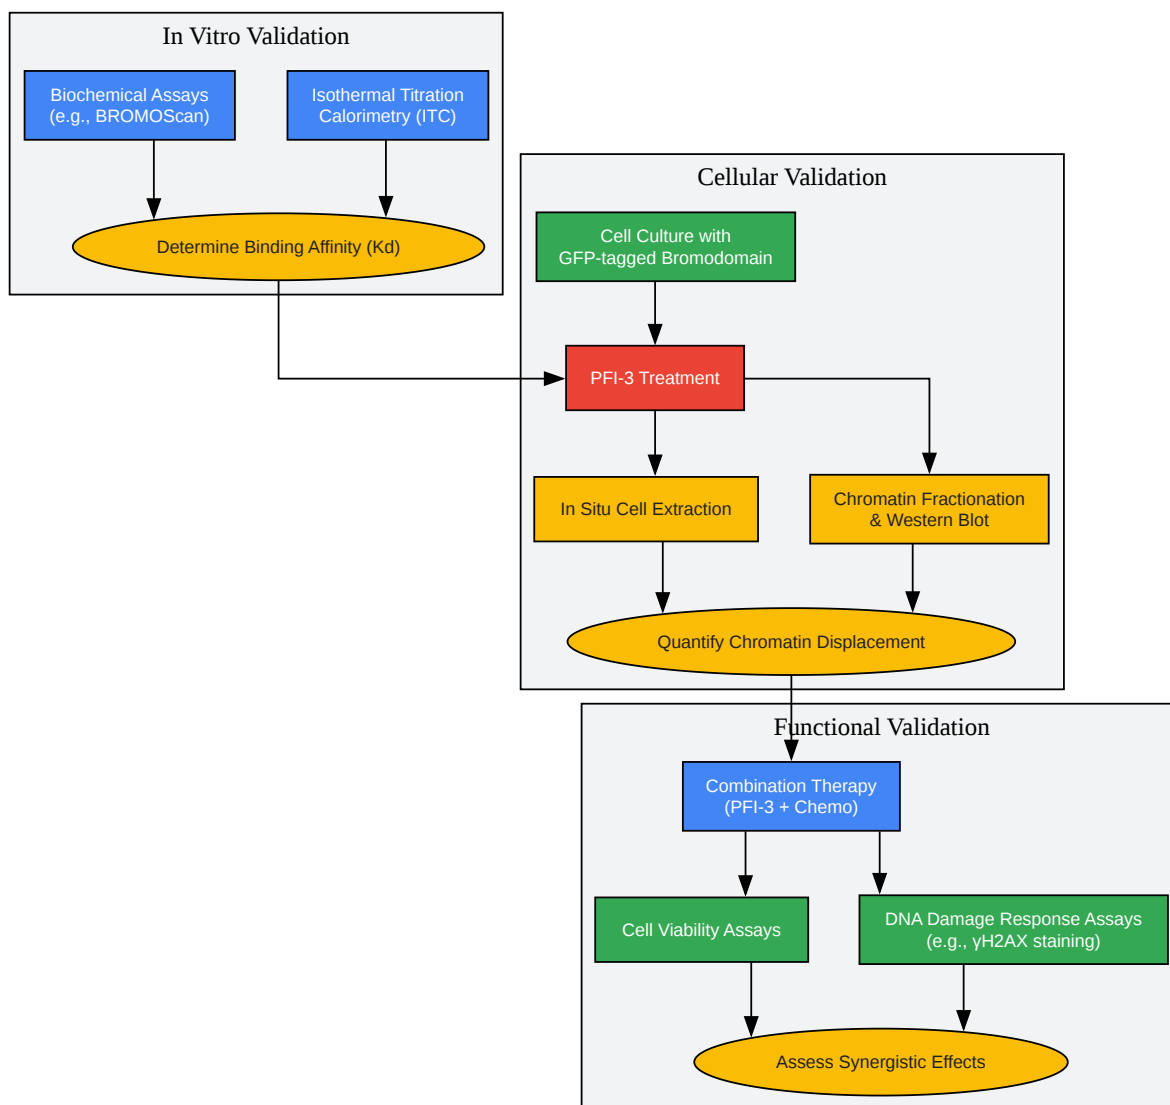 In Vitro Validation
Biochemical Assays
(e.g., BROMOScan)
Isothermal Titration
Calorimetry (ITC)
Determine Binding Affinity (Kd)
Cellular Validation
Cell Culture with
GFP-tagged Bromodomain
PFI-3 Treatment
In Situ Cell Extraction
Chromatin Fractionation
& Western Blot
Quantify Chromatin Displacement
Functional Validation
Combination Therapy
(PFI-3 + Chemo)
Cell Viability Assays
DNA Damage Response Assays
(e.g., γH2AX staining)
Assess Synergistic Effects